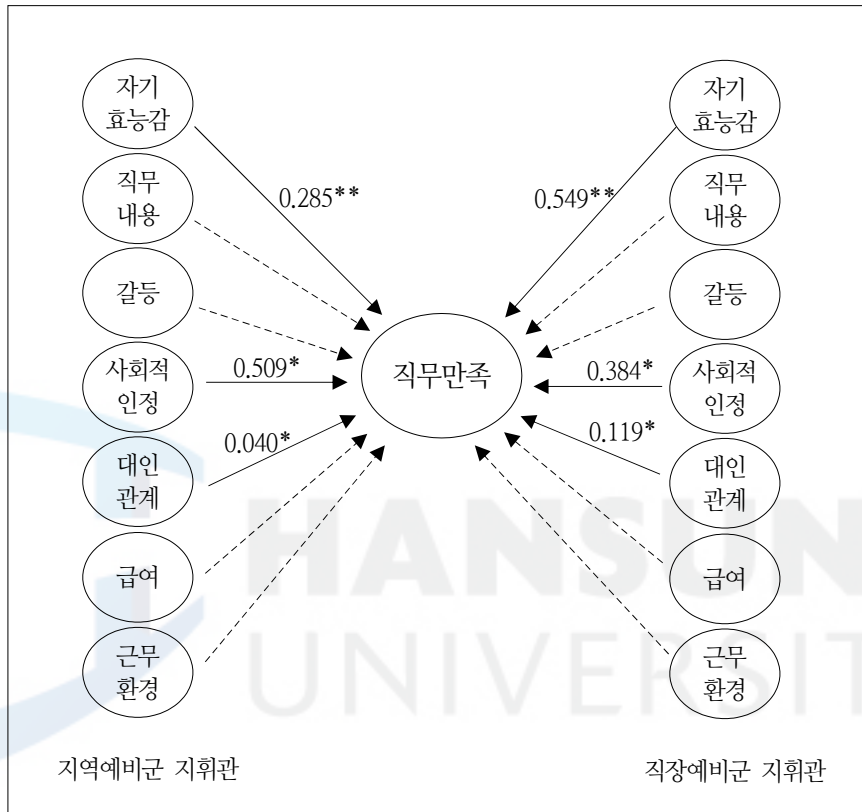 자기
효능감
직무
내용
갈등
사회적
인정
대인
관계
급여
근무
환경
지역예비군 지휘관
0.285**
0.509*
0.040*
직무만족
0.549**
0.384*
0.119*
자기
효능감
직무
내용
갈등
사회적
인정
대인
관계
급여
근무
환경
직장예비군 지휘관
HANSUN
UNIVERSIT